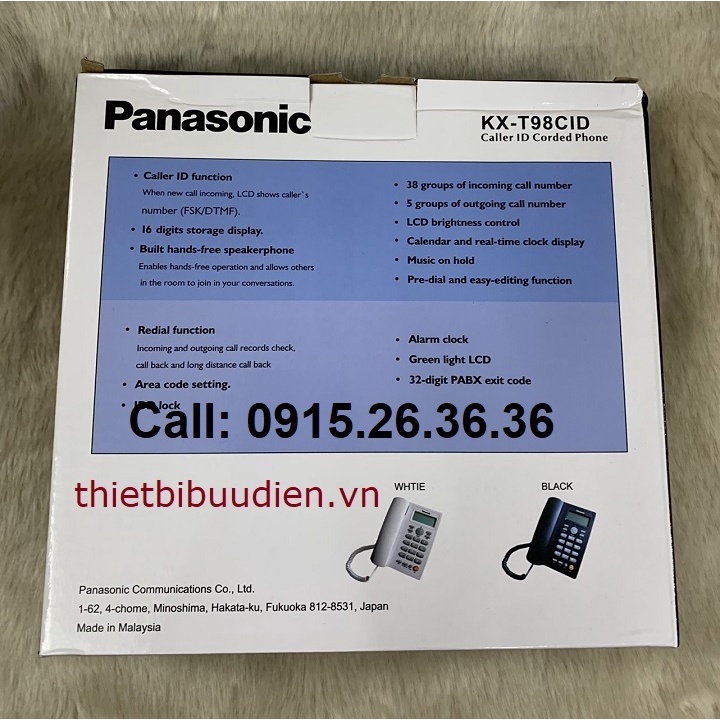 Panasonic
KX-T98CID
Caller ID Corded Phone
• Caller ID function
When new call incoming, LCD shows caller`s
number (FSK/DTMF).
• 16 digits storage display.
• Built hands-free speakerphone
Enables hands-free operation and allows others
in the room to join in your conversations.
• 38 groups of incoming call number
• 5 groups of outgoing call number
• LCD brightness control
• Calendar and real-time clock display
• Music on hold
• Pre-dial and easy-editing function
• Redial function
Incoming and outgoing call records check,
call back and long distance call back
• Area code setting.
• lock
• Alarm clock
• Green light LCD
• 32-digit PABX exit code
Call: 0915.26.36.36
thietbibuudien.vn
WHTIE
BLACK
Panasonic Communications Co., Ltd.
1-62, 4-chome, Minoshima, Hakata-ku, Fukuoka 812-8531, Japan
Made in Malaysia